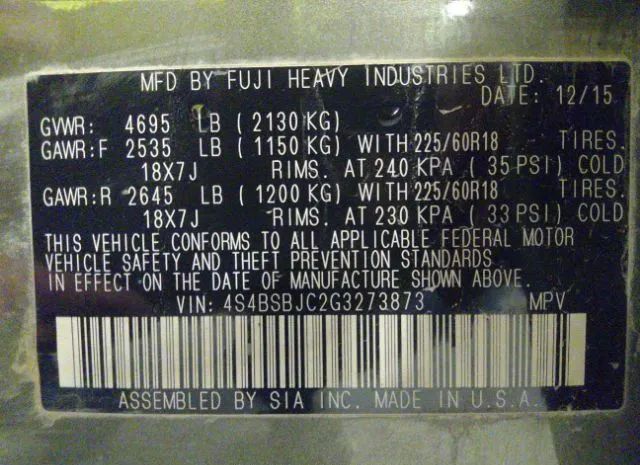 MFD BY FUJI HEAVY INDUSTRIES LTD.
DATE: 12/15
GVWR: 4695 LB ( 2130 KG)
GAWR:F 2535 LB ( 1150 KG) WITH 225/60R18 TIRES.
18X7J RIMS. AT 240 KPA ( 35 PSI) COLD
GAWR:R 2645 LB ( 1200 KG) WITH 225/60R18 TIRES.
18X7J RIMS. AT 230 KPA ( 33 PSI) COLD
THIS VEHICLE CONFORMS TO ALL APPLICABLE FEDERAL MOTOR
VEHICLE SAFETY AND THEFT PREVENTION STANDARDS
IN EFFECT ON THE DATE OF MANUFACTURE SHOWN ABOVE.
VIN: 4S4BSBJC2G3273873 MPV
ASSEMBLED BY SIA INC. MADE IN U.S.A.